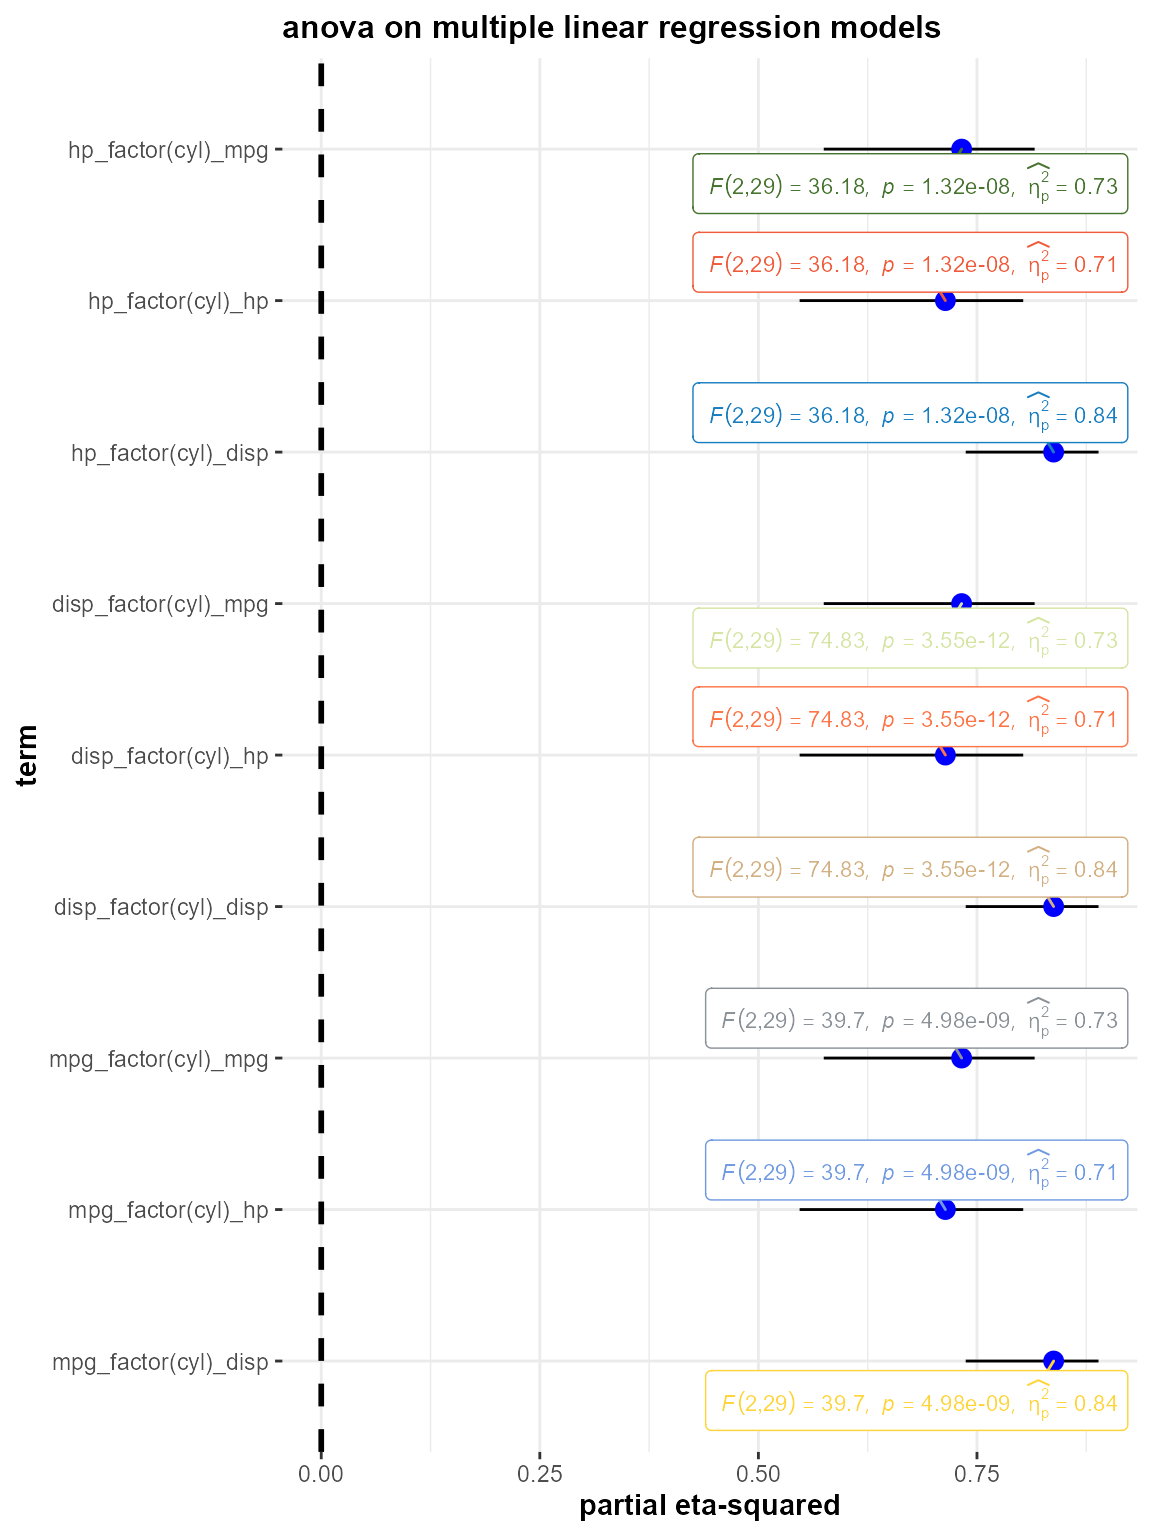 anova on multiple linear regression models
hp_factor(cyl)_mpg
F(2,29) = 36.18, p = 1.32e-08, η̂²ₚ = 0.73
F(2,29) = 36.18, p = 1.32e-08, η̂²ₚ = 0.71
hp_factor(cyl)_hp
F(2,29) = 36.18, p = 1.32e-08, η̂²ₚ = 0.84
hp_factor(cyl)_disp
disp_factor(cyl)_mpg
F(2,29) = 74.83, p = 3.55e-12, η̂²ₚ = 0.73
F(2,29) = 74.83, p = 3.55e-12, η̂²ₚ = 0.71
disp_factor(cyl)_hp
term
F(2,29) = 74.83, p = 3.55e-12, η̂²ₚ = 0.84
disp_factor(cyl)_disp
F(2,29) = 39.7, p = 4.98e-09, η̂²ₚ = 0.73
mpg_factor(cyl)_mpg
F(2,29) = 39.7, p = 4.98e-09, η̂²ₚ = 0.71
mpg_factor(cyl)_hp
mpg_factor(cyl)_disp
F(2,29) = 39.7, p = 4.98e-09, η̂²ₚ = 0.84
0.00 0.25 0.50 0.75
partial eta-squared